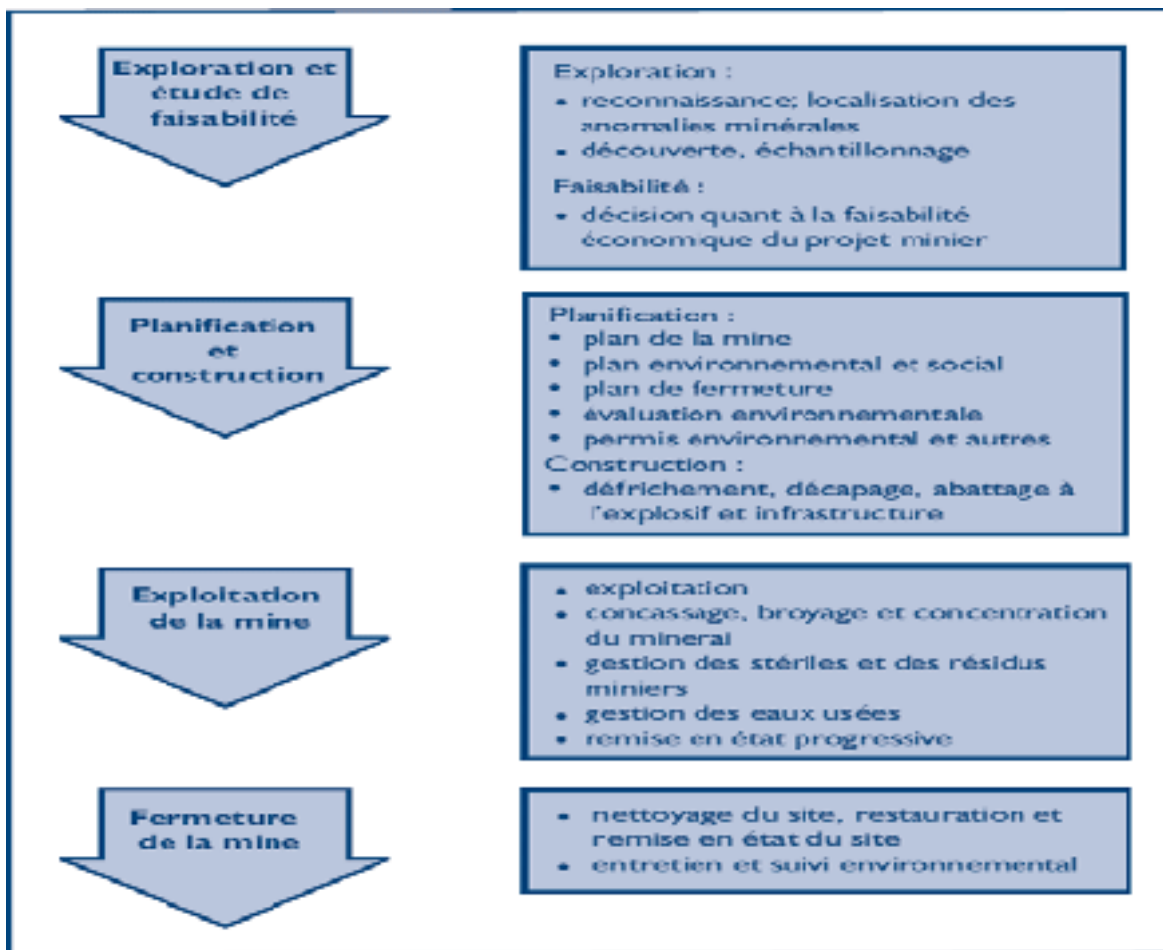 Exploration et
étude de
faisabilité
Exploration :
• reconnaissance; localisation des
anomalies minérales
• découverte, échantillonnage
Faisabilité :
• décision quant à la faisabilité
économique du projet minier
Planification
et
construction
Planification :
• plan de la mine
• plan environnemental et social
• plan de fermeture
• évaluation environnementale
• permis environnemental et autres
Construction :
• défrichement, décapage, abattage à
l'explosif et infrastructure
Exploitation
de la mine
• exploitation
• concassage, broyage et concentration
du minerai
• gestion des stériles et des résidus
miniers
• gestion des eaux usées
• remise en état progressive
Fermeture
de la mine
• nettoyage du site, restauration et
remise en état du site
• entretien et suivi environnemental